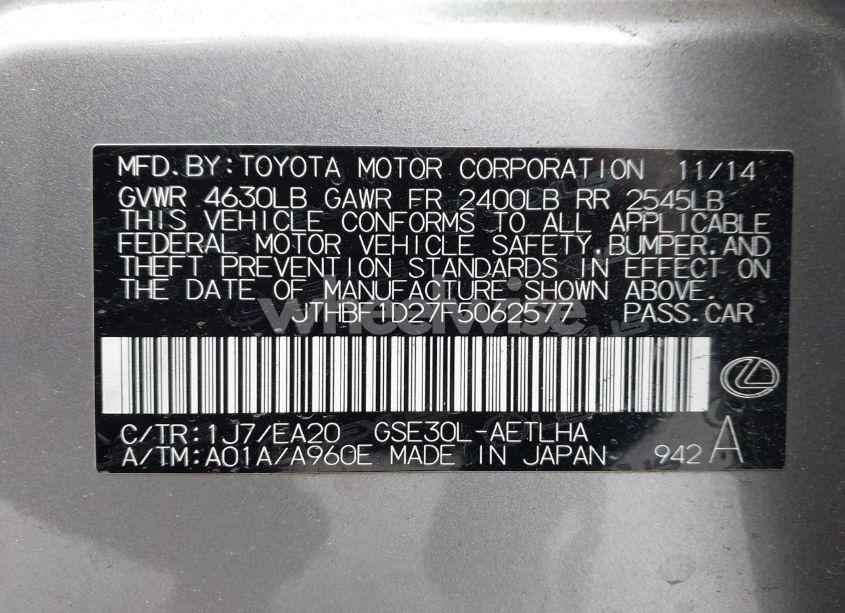 MFD.BY:TOYOTA MOTOR CORPORATION 11/14
GVWR 4630LB GAWR FR 2400LB RR 2545LB
THIS VEHICLE CONFORMS TO ALL APPLICABLE
FEDERAL MOTOR VEHICLE SAFETY,BUMPER,AND
THEFT PREVENTION STANDARDS IN EFFECT ON
THE DATE OF MANUFACTURE SHOWN ABOVE.
wheelwise
JTHBF1D27F5062577 PASS.CAR
C/TR:1J7/EA20 GSE30L-AETLHA
A/TM:A01A/A960E MADE IN JAPAN 942 A